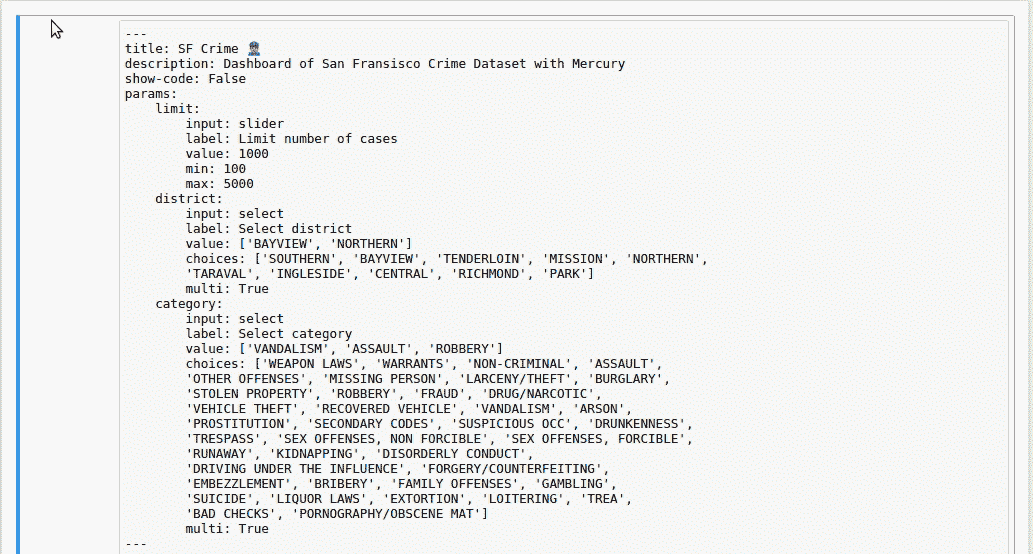 ---
title: SF Crime 👮
description: Dashboard of San Fransisco Crime Dataset with Mercury
show-code: False
params:
    limit:
        input: slider
        label: Limit number of cases
        value: 1000
        min: 100
        max: 5000
    district:
        input: select
        label: Select district
        value: ['BAYVIEW', 'NORTHERN']
        choices: ['SOUTHERN', 'BAYVIEW', 'TENDERLOIN', 'MISSION', 'NORTHERN',
        'TARAVAL', 'INGLESIDE', 'CENTRAL', 'RICHMOND', 'PARK']
        multi: True
    category:
        input: select
        label: Select category
        value: ['VANDALISM', 'ASSAULT', 'ROBBERY']
        choices: ['WEAPON LAWS', 'WARRANTS', 'NON-CRIMINAL', 'ASSAULT',
        'OTHER OFFENSES', 'MISSING PERSON', 'LARCENY/THEFT', 'BURGLARY',
        'STOLEN PROPERTY', 'ROBBERY', 'FRAUD', 'DRUG/NARCOTIC',
        'VEHICLE THEFT', 'RECOVERED VEHICLE', 'VANDALISM', 'ARSON',
        'PROSTITUTION', 'SECONDARY CODES', 'SUSPICIOUS OCC', 'DRUNKENNESS',
        'TRESPASS', 'SEX OFFENSES, NON FORCIBLE', 'SEX OFFENSES, FORCIBLE',
        'RUNAWAY', 'KIDNAPPING', 'DISORDERLY CONDUCT',
        'DRIVING UNDER THE INFLUENCE', 'FORGERY/COUNTERFEITING',
        'EMBEZZLEMENT', 'BRIBERY', 'FAMILY OFFENSES', 'GAMBLING',
        'SUICIDE', 'LIQUOR LAWS', 'EXTORTION', 'LOITERING', 'TREA',
        'BAD CHECKS', 'PORNOGRAPHY/OBSCENE MAT']
        multi: True
---